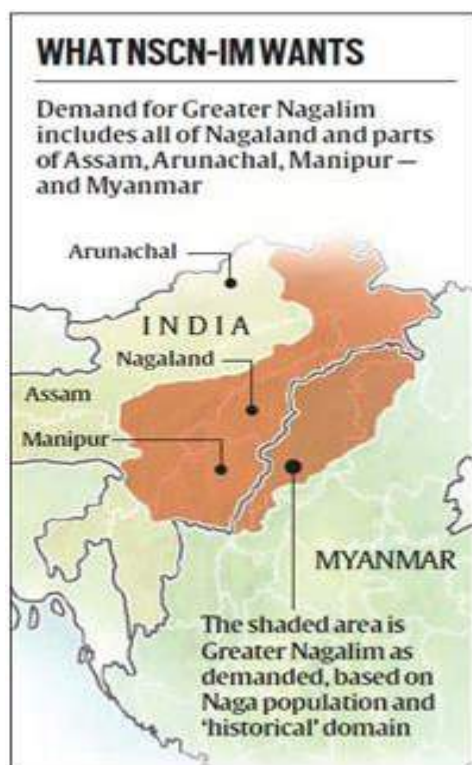 WHAT NSCN-IM WANTS
Demand for Greater Nagalim
includes all of Nagaland and parts
of Assam, Arunachal, Manipur —
and Myanmar
Arunachal
INDIA
Nagaland
Assam
Manipur
MYANMAR
The shaded area is
Greater Nagalim as
demanded, based on
Naga population and
‘historical’ domain